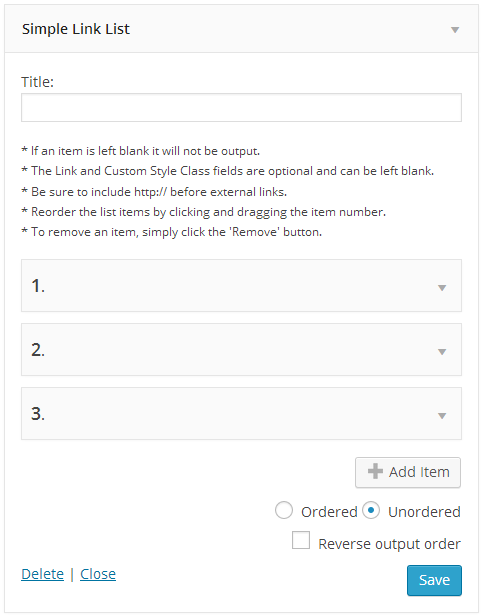 Simple Link List
Title:
* If an item is left blank it will not be output.
* The Link and Custom Style Class fields are optional and can be left blank.
* Be sure to include http:// before external links.
* Reorder the list items by clicking and dragging the item number.
* To remove an item, simply click the 'Remove' button.
1.
2.
3.
Add Item
Ordered Unordered
Reverse output order
Delete | Close
Save